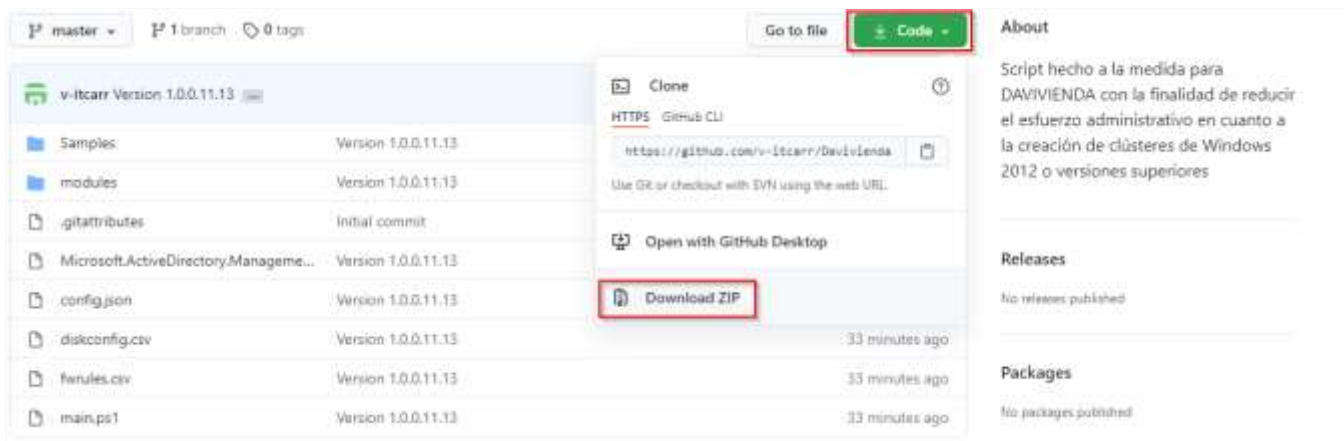 master 1 branch 0 tags Go to file Code About
Script hecho a la medida para
DAVIVIENDA con la finalidad de reducir
el esfuerzo administrativo en cuanto a
la creación de clústeres de Windows
2012 o versiones superiores
Releases
No releases published
Packages
No packages published
v-itcarr Version 1.0.0.11.13
Samples Version 1.0.0.11.13
modules Version 1.0.0.11.13
.gitattributes Initial commit
Microsoft.ActiveDirectory.Manageme... Version 1.0.0.11.13
config.json Version 1.0.0.11.13
diskconfig.csv Version 1.0.0.11.13 33 minutes ago
fwrules.csv Version 1.0.0.11.13 33 minutes ago
main.ps1 Version 1.0.0.11.13 33 minutes ago
Clone
HTTPS GitHub CLI
https://github.com/v-itcarr/Davivienda
Use Git or checkout with SVN using the web URL.
Open with GitHub Desktop
Download ZIP